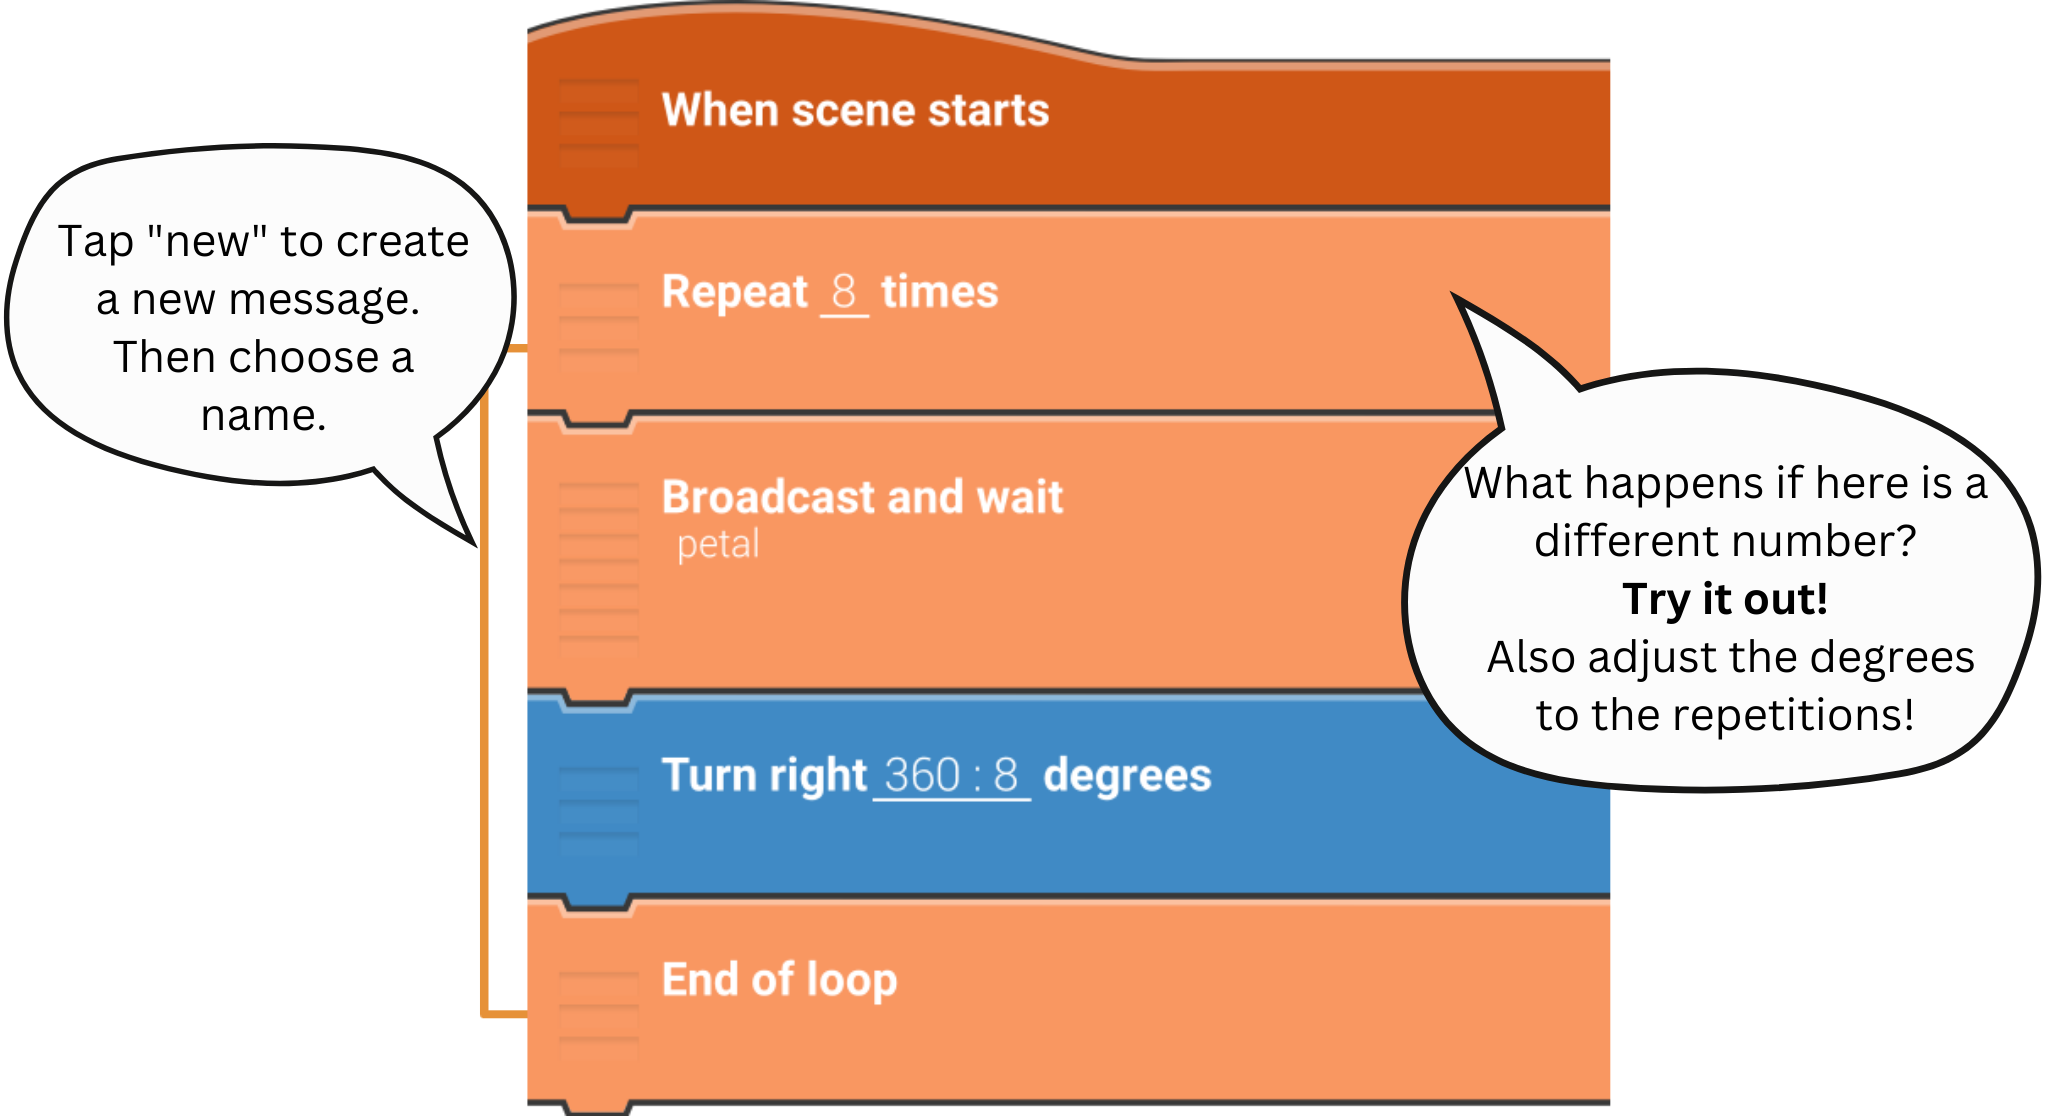 When scene starts
Tap "new" to create
a new message.
Then choose a
name.
Repeat 8 times
Broadcast and wait
petal
What happens if here is a
different number?
Try it out!
Also adjust the degrees
to the repetitions!
Turn right 360 : 8 degrees
End of loop